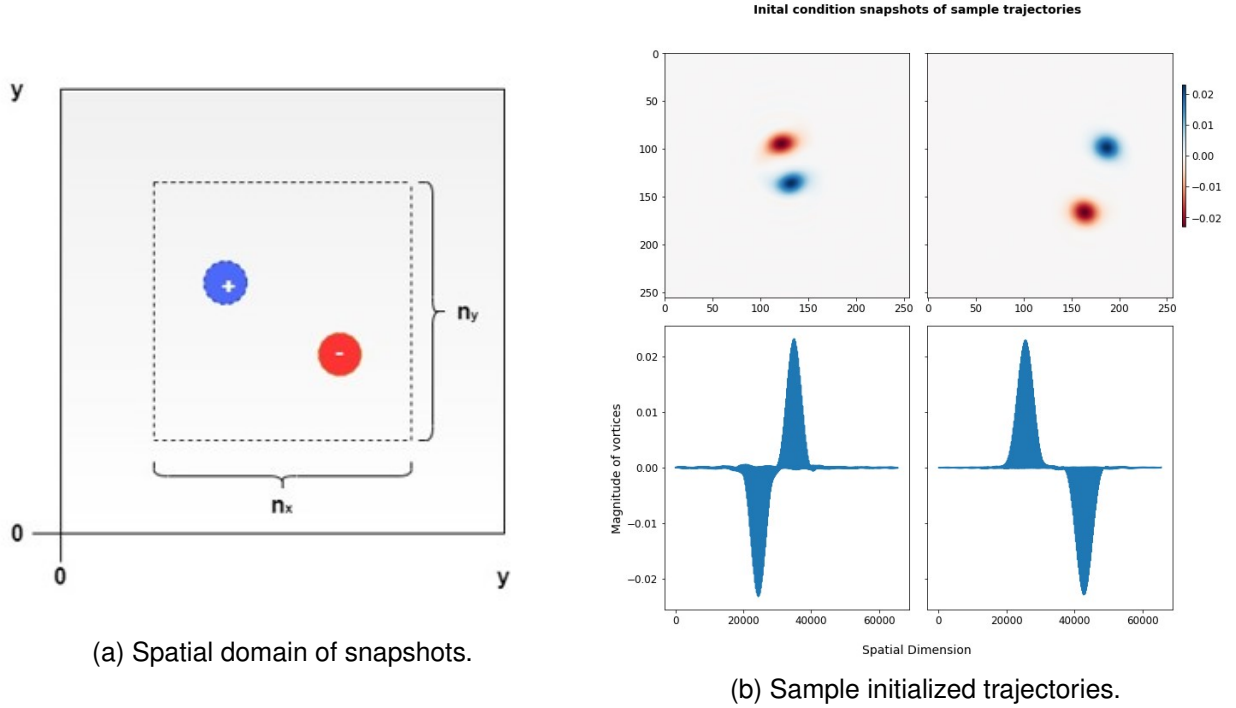 y
+
-
n_y
n_x
0
0
y
(a) Spatial domain of snapshots.
Inital condition snapshots of sample trajectories
0
50
100
150
200
250
0 50 100 150 200 250
0 50 100 150 200 250
0.02
0.01
0.00
−0.01
−0.02
Magnitude of vortices
0.02
0.01
0.00
−0.01
−0.02
0 20000 40000 60000
0 20000 40000 60000
Spatial Dimension
(b) Sample initialized trajectories.